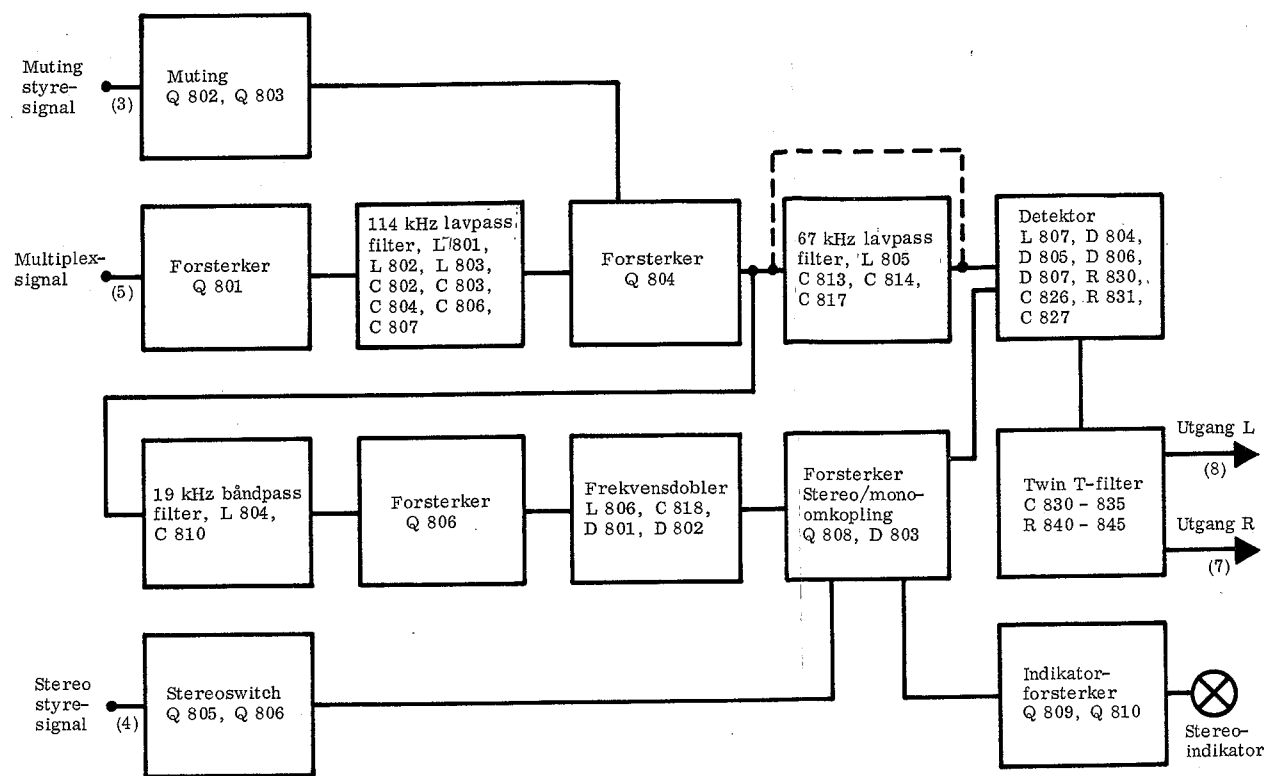 Muting
styre-
signal
(3)
Muting
Q 802, Q 803
Multiplex-
signal
(5)
Forsterker
Q 801
114 kHz lavpass
filter, L 801,
L 802, L 803,
C 802, C 803,
C 804, C 806,
C 807
Forsterker
Q 804
67 kHz lavpass
filter, L 805
C 813, C 814,
C 817
Detektor
L 807, D 804,
D 805, D 806,
D 807, R 830,
C 826, R 831,
C 827
19 kHz båndpass
filter, L 804,
C 810
Forsterker
Q 806
Frekvensdobler
L 806, C 818,
D 801, D 802
Forsterker
Stereo/mono-
omkopling
Q 808, D 803
Twin T-filter
C 830 - 835
R 840 - 845
Utgang L
(8)
Utgang R
(7)
Stereo
styre-
signal
(4)
Stereoswitch
Q 805, Q 806
Indikator-
forsterker
Q 809, Q 810
Stereo-
indikator